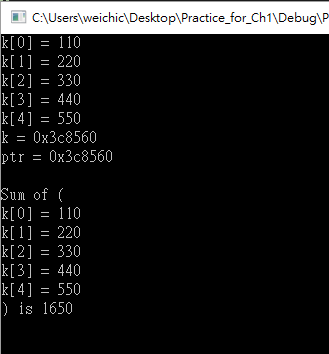 C:\Users\weichic\Desktop\Practice_for_Ch1\Debug\P
k[0] = 110
k[1] = 220
k[2] = 330
k[3] = 440
k[4] = 550
k = 0x3c8560
ptr = 0x3c8560
Sum of (
k[0] = 110
k[1] = 220
k[2] = 330
k[3] = 440
k[4] = 550
) is 1650